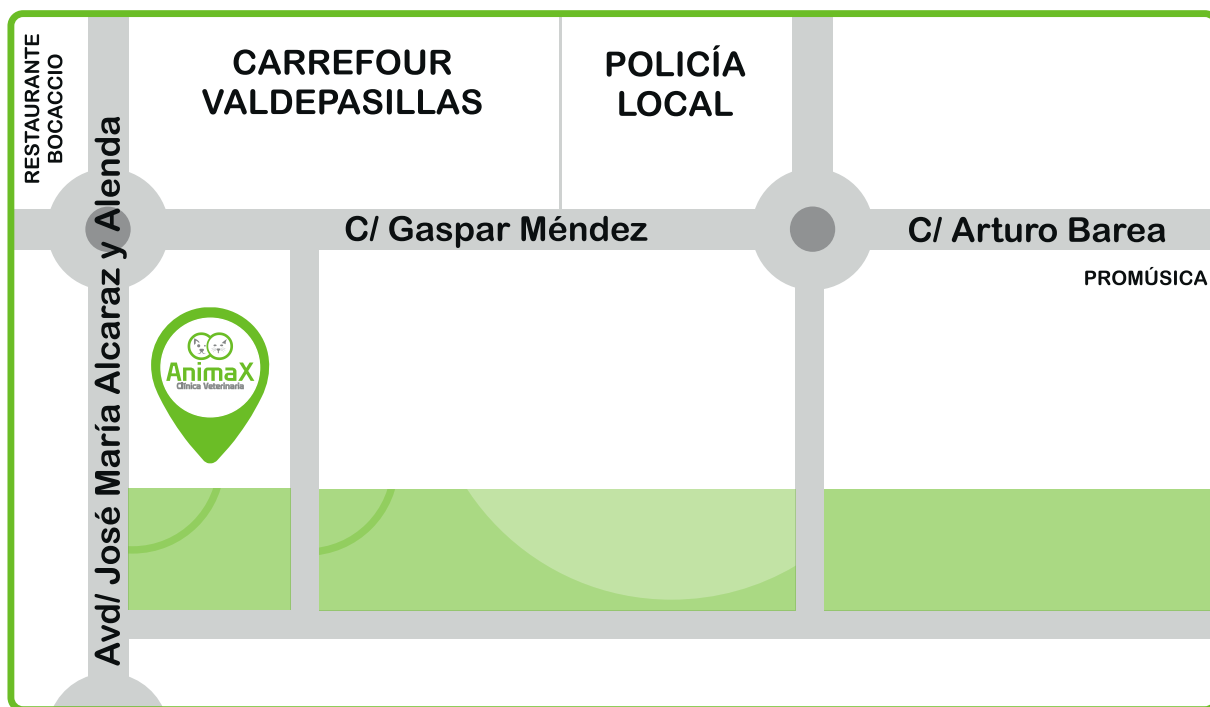 RESTAURANTE
BOCACCIO
CARREFOUR
VALDEPASILLAS
POLICÍA
LOCAL
Avd/ José María Alcaraz y Alenda
C/ Gaspar Méndez
C/ Arturo Barea
PROMÚSICA
AnimaX
Clínica Veterinaria